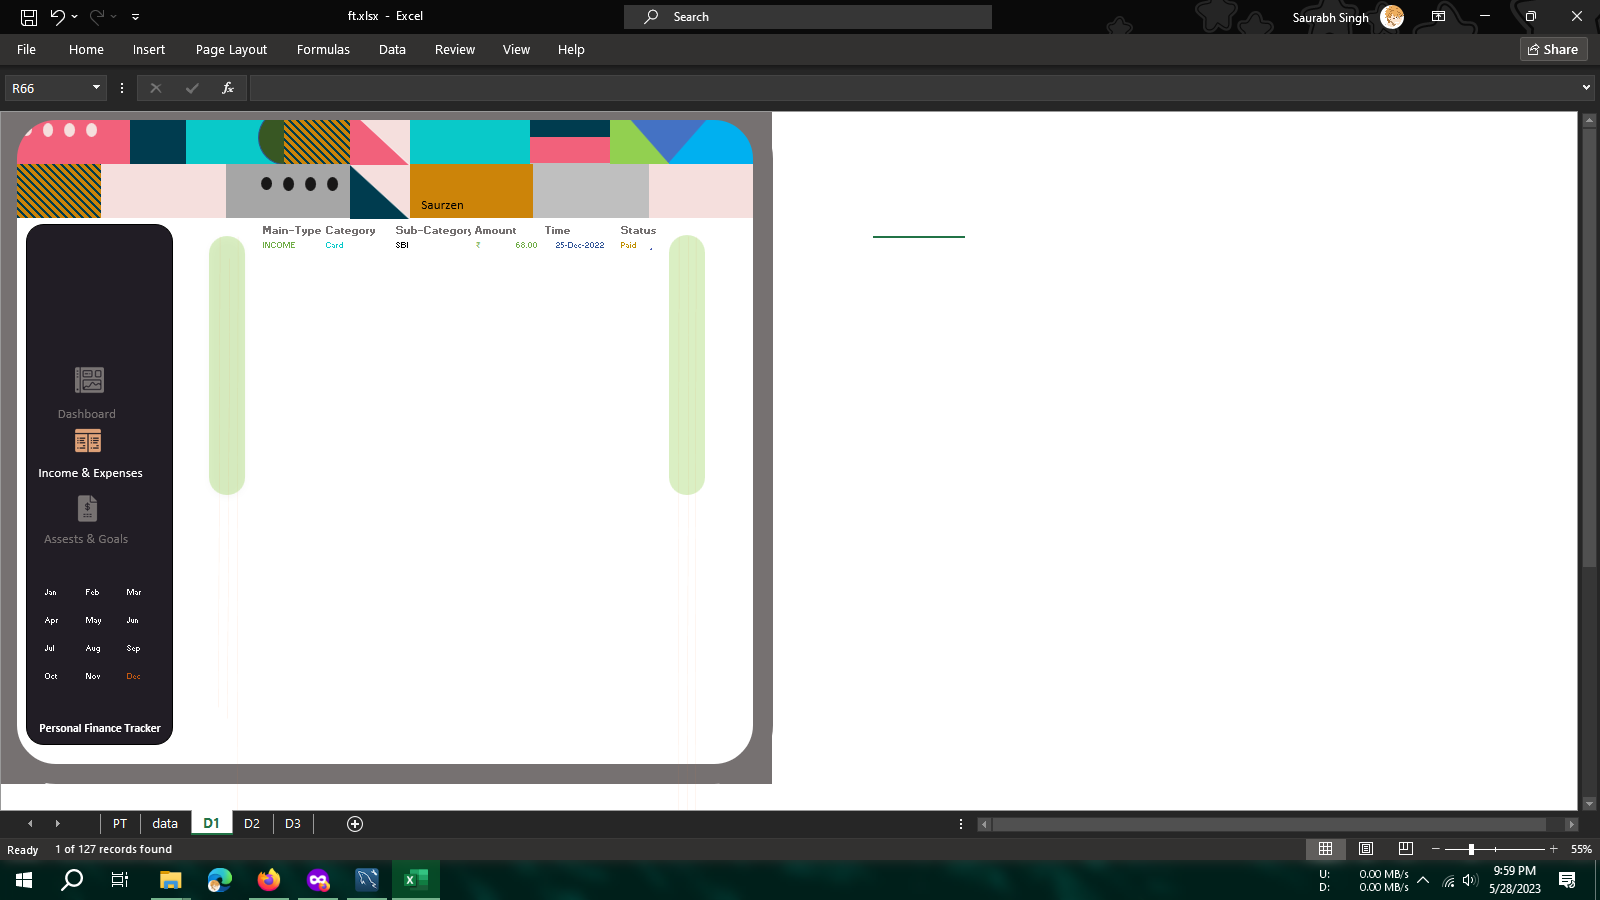 ft.xlsx - Excel
Search
Saurabh Singh
File Home Insert Page Layout Formulas Data Review View Help
Share
R66
fx
Saurzen
Main-Type Category Sub-Category Amount Time Status
INCOME Card SBI ₹ 68.00 25-Dec-2022 Paid
Dashboard
Income & Expenses
Assests & Goals
Jan Feb Mar
Apr May Jun
Jul Aug Sep
Oct Nov Dec
Personal Finance Tracker
PT data D1 D2 D3
Ready 1 of 127 records found
55%
U: 0.00 MB/s
D: 0.00 MB/s
9:59 PM
5/28/2023